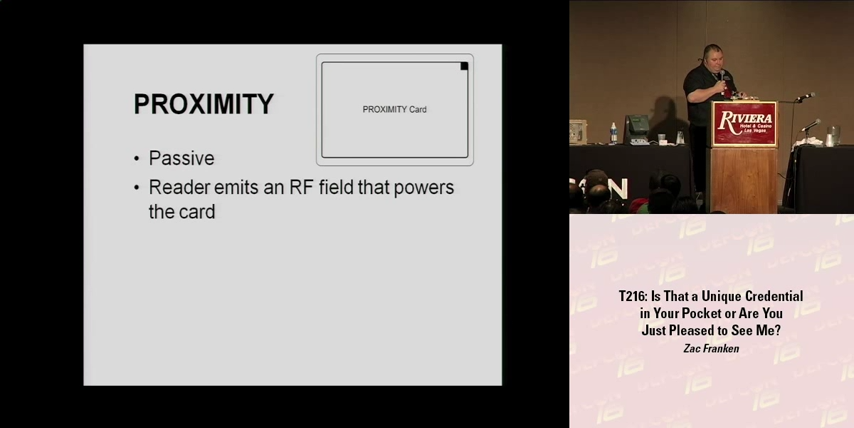 PROXIMITY
PROXIMITY Card
• Passive
• Reader emits an RF field that powers
the card
RIVIERA
Hotel & Casino
Las Vegas
T216: Is That a Unique Credential
in Your Pocket or Are You
Just Pleased to See Me?
Zac Franken